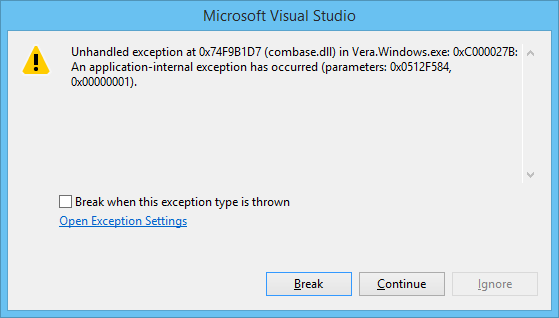 Microsoft Visual Studio
Unhandled exception at 0x74F9B1D7 (combase.dll) in Vera.Windows.exe: 0xC000027B:
An application-internal exception has occurred (parameters: 0x0512F584,
0x00000001).
Break when this exception type is thrown
Open Exception Settings
Break
Continue
Ignore